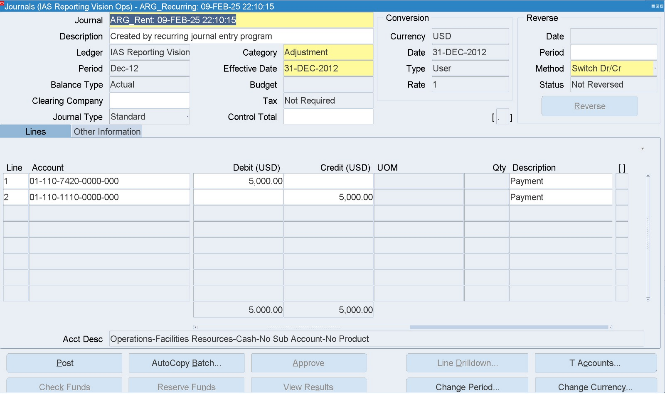 Journals (IAS Reporting Vision Ops) - ARG_Recurring: 09-FEB-25 22:10:15
Journal ARG_Rent: 09-FEB-25 22:10:15
Description Created by recurring journal entry program
Ledger IAS Reporting Vision Category Adjustment
Period Dec-12 Effective Date 31-DEC-2012
Balance Type Actual Budget
Clearing Company Tax Not Required
Journal Type Standard Control Total
Conversion
Currency USD
Date 31-DEC-2012
Type User
Rate 1
Reverse
Date
Period
Method Switch Dr/Cr
Status Not Reversed
Reverse
[ . ]
Lines Other Information
Line Account Debit (USD) Credit (USD) UOM Qty Description [ ]
1 01-110-7420-0000-000 5,000.00 Payment
2 01-110-1110-0000-000 5,000.00 Payment
5,000.00 5,000.00
Acct Desc Operations-Facilities Resources-Cash-No Sub Account-No Product
Post AutoCopy Batch... Approve Line Drilldown... T Accounts...
Check Funds Reserve Funds View Results Change Period... Change Currency...